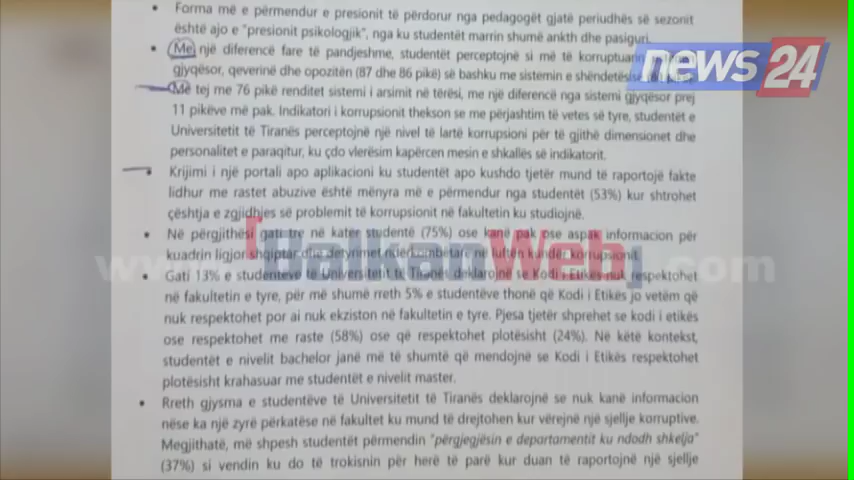 Forma më e përmendur e presionit të përdorur nga pedagogët gjatë periudhës së sezonit
është ajo e "presionit psikologjik", nga ku studentët marrin shumë ankth dhe pasiguri.
Me një diferencë fare të pandjeshme, studentët perceptojnë si më të korruptuar
gjyqësor, qeverinë dhe opozitën (87 dhe 86 pikë) së bashku me sistemin e shëndetësisë
Më tej me 76 pikë renditet sistemi i arsimit në tërësi, me një diferencë nga sistemi gjyqësor prej
11 pikëve më pak. Indikatori i korrupsionit thekson se me përjashtim të vetes së tyre, studentët e
Universitetit të Tiranës perceptojnë një nivel të lartë korrupsioni për të gjithë dimensionet dhe
personalitet e paraqitur, ku çdo vlerësim kapërcen mesin e shkallës së indikatorit.
Krijimi i një portali apo aplikacioni ku studentët apo kushdo tjetër mund të raportojë fakte
lidhur me rastet abuzive është mënyra më e përmendur nga studentët (53%) kur shtrohet
çështja e zgjidhjes së problemit të korrupsionit në fakultetin ku studiojnë.
Në përgjithësi gati tre në katër studentë (75%) ose kanë pak ose aspak informacion për
kuadrin ligjor shqiptar dhe detyrimet ndërkombëtare në luftën kundër korrupsionit.
Gati 13% e studentëve të Universitetit të Tiranës deklarojnë se Kodi i Etikës nuk respektohet
në fakultetin e tyre, për më shumë rreth 5% e studentëve thonë që Kodi i Etikës jo vetëm që
nuk respektohet por ai nuk ekziston në fakultetin e tyre. Pjesa tjetër shprehet se kodi i etikës
ose respektohet me raste (58%) ose që respektohet plotësisht (24%). Në këtë kontekst,
studentët e nivelit bachelor janë më të shumtë që mendojnë se Kodi i Etikës respektohet
plotësisht krahasuar me studentët e nivelit master.
Rreth gjysma e studentëve të Universitetit të Tiranës deklarojnë se nuk kanë informacion
nëse ka një zyrë përkatëse në fakultet ku mund të drejtohen kur vërejnë një sjellje korruptive.
Megjithatë, më shpesh studentët përmendin "përgjegjësin e departamentit ku ndodh shkelja"
(37%) si vendin ku do të trokisnin për herë të parë kur duan të raportojnë një sjellje
news 24
BalkanWeb
www. .com